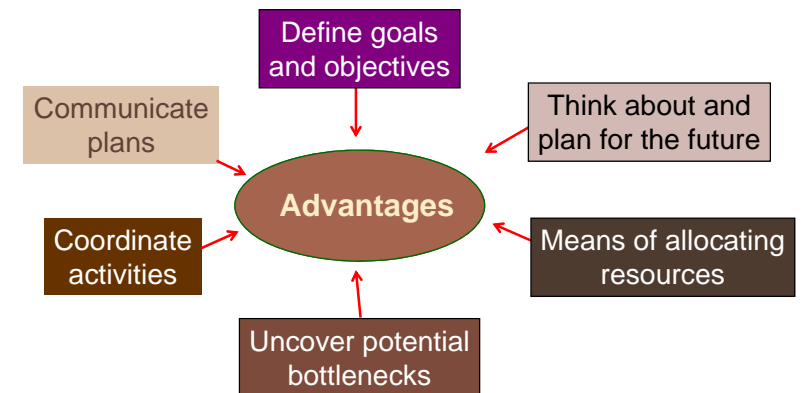 Define goals
and objectives
Communicate
plans
Think about and
plan for the future
Advantages
Coordinate
activities
Means of allocating
resources
Uncover potential
bottlenecks